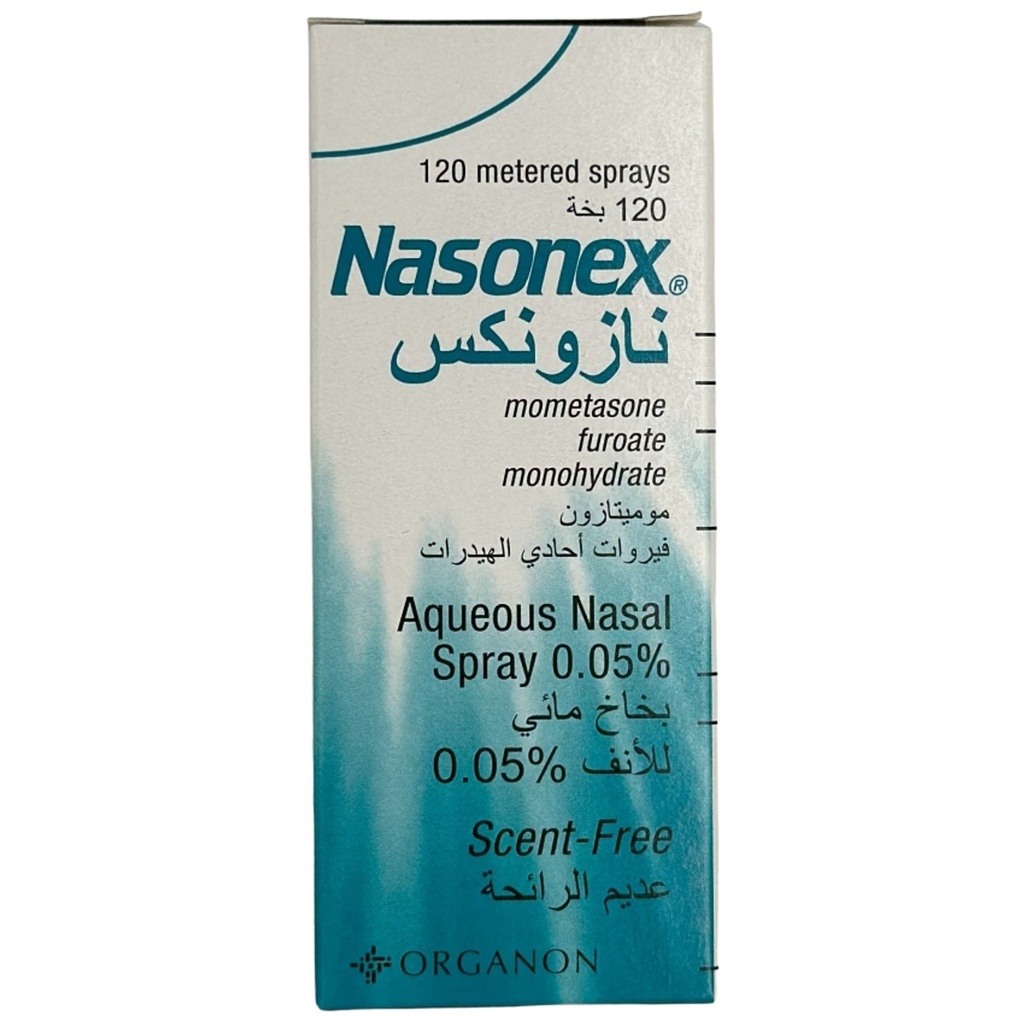 120 metered sprays
120 بخة
Nasonex®
نازونكس
mometasone
furoate
monohydrate
موميتازون
فيروات أحادي الهيدرات
Aqueous Nasal
Spray 0.05%
بخاخ مائي
للأنف 0.05%
Scent-Free
عديم الرائحة
ORGANON